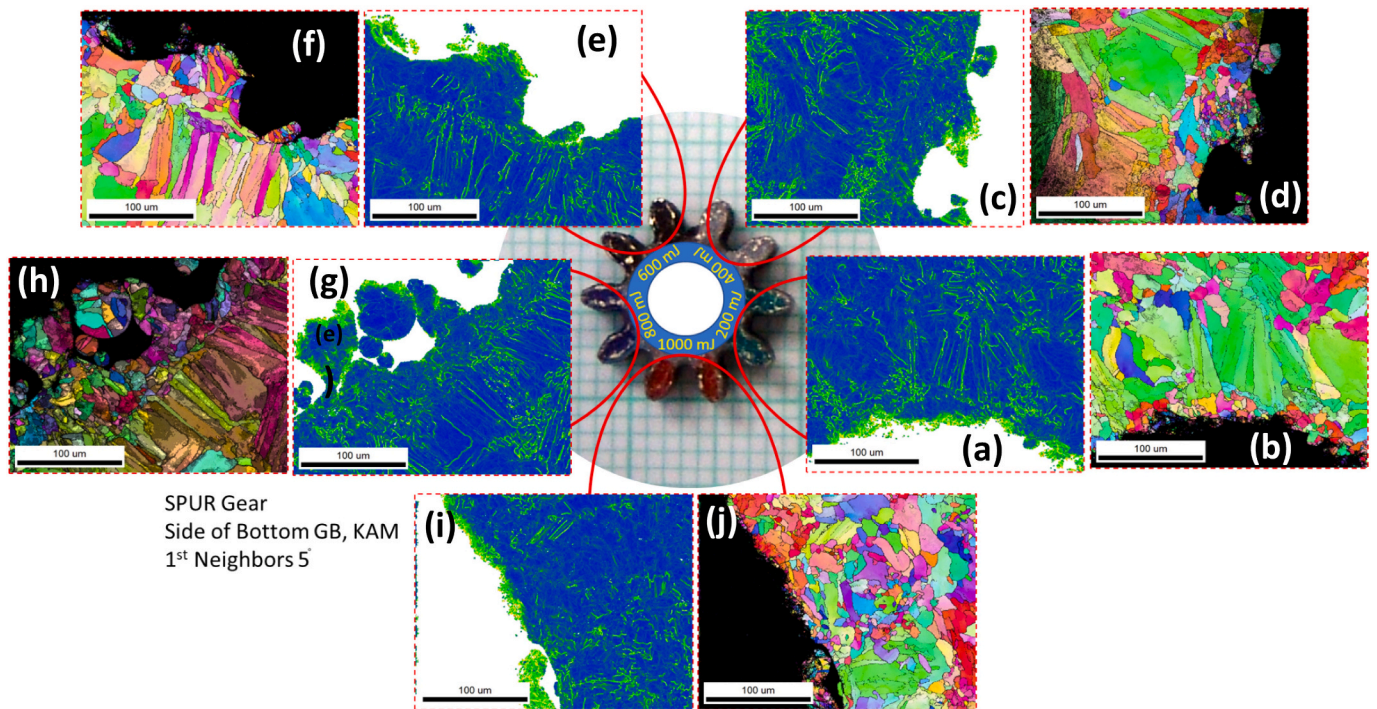 (f)
(e)
(c)
(d)
100 um
100 um
100 um
100 um
(h)
(g)
(e)
)
100 um
100 um
600 mJ
400 mJ
800 mJ
200 mJ
1000 mJ
(a)
(b)
100 um
100 um
SPUR Gear
Side of Bottom GB, KAM
1st Neighbors 5°
(i)
(j)
100 um
100 um